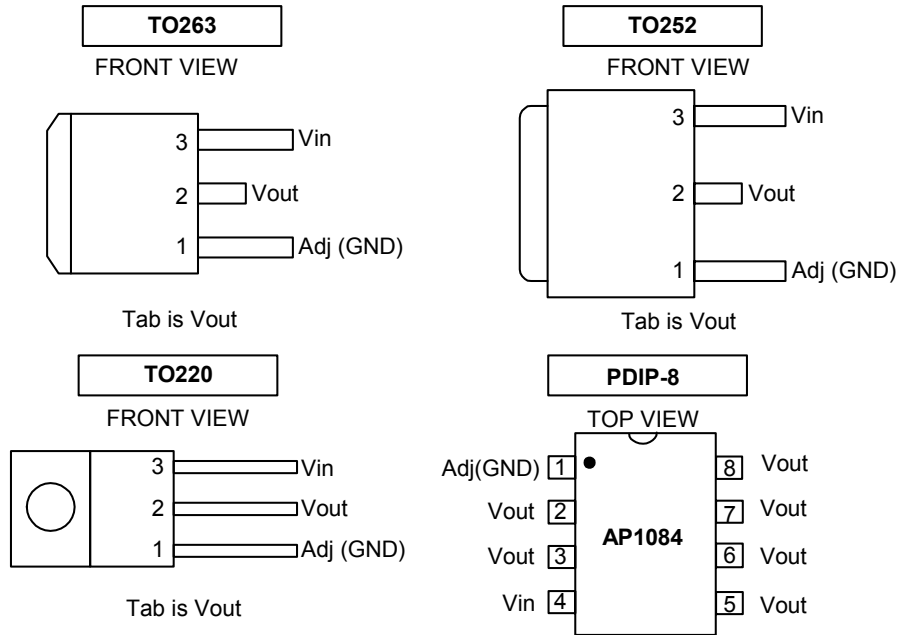 TO263
FRONT VIEW
3 Vin
2 Vout
1 Adj (GND)
Tab is Vout
TO252
FRONT VIEW
3 Vin
2 Vout
1 Adj (GND)
Tab is Vout
TO220
FRONT VIEW
3 Vin
2 Vout
1 Adj (GND)
Tab is Vout
PDIP-8
TOP VIEW
Adj(GND) 1 8 Vout
Vout 2 7 Vout
AP1084
Vout 3 6 Vout
Vin 4 5 Vout